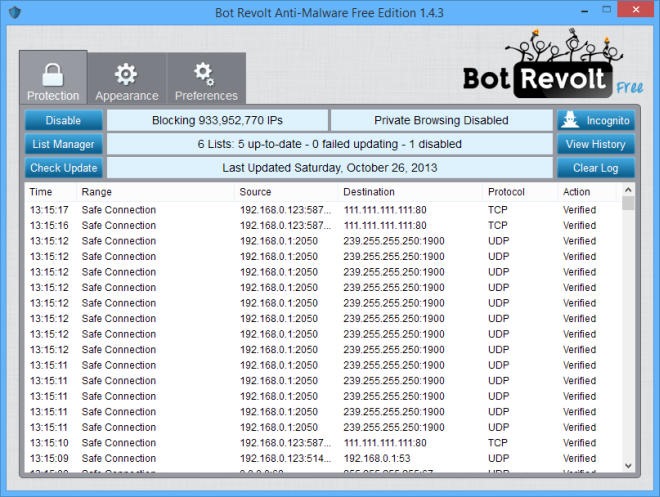 Bot Revolt Anti-Malware Free Edition 1.4.3
Bot Revolt Free
Protection Appearance Preferences
Disable Blocking 933,952,770 IPs Private Browsing Disabled Incognito
List Manager 6 Lists: 5 up-to-date - 0 failed updating - 1 disabled View History
Check Update Last Updated Saturday, October 26, 2013 Clear Log
Time Range Source Destination Protocol Action
13:15:17 Safe Connection 192.168.0.123:587... 111.111.111.111:80 TCP Verified
13:15:16 Safe Connection 192.168.0.123:587... 111.111.111.111:80 TCP Verified
13:15:12 Safe Connection 192.168.0.1:2050 239.255.255.250:1900 UDP Verified
13:15:12 Safe Connection 192.168.0.1:2050 239.255.255.250:1900 UDP Verified
13:15:12 Safe Connection 192.168.0.1:2050 239.255.255.250:1900 UDP Verified
13:15:12 Safe Connection 192.168.0.1:2050 239.255.255.250:1900 UDP Verified
13:15:12 Safe Connection 192.168.0.1:2050 239.255.255.250:1900 UDP Verified
13:15:12 Safe Connection 192.168.0.1:2050 239.255.255.250:1900 UDP Verified
13:15:12 Safe Connection 192.168.0.1:2050 239.255.255.250:1900 UDP Verified
13:15:12 Safe Connection 192.168.0.1:2050 239.255.255.250:1900 UDP Verified
13:15:11 Safe Connection 192.168.0.1:2050 239.255.255.250:1900 UDP Verified
13:15:11 Safe Connection 192.168.0.1:2050 239.255.255.250:1900 UDP Verified
13:15:11 Safe Connection 192.168.0.1:2050 239.255.255.250:1900 UDP Verified
13:15:11 Safe Connection 192.168.0.1:2050 239.255.255.250:1900 UDP Verified
13:15:11 Safe Connection 192.168.0.1:2050 239.255.255.250:1900 UDP Verified
13:15:10 Safe Connection 192.168.0.123:587... 111.111.111.111:80 TCP Verified
13:15:09 Safe Connection 192.168.0.123:514... 192.168.0.1:53 UDP Verified
Safe Connection UDP Verified